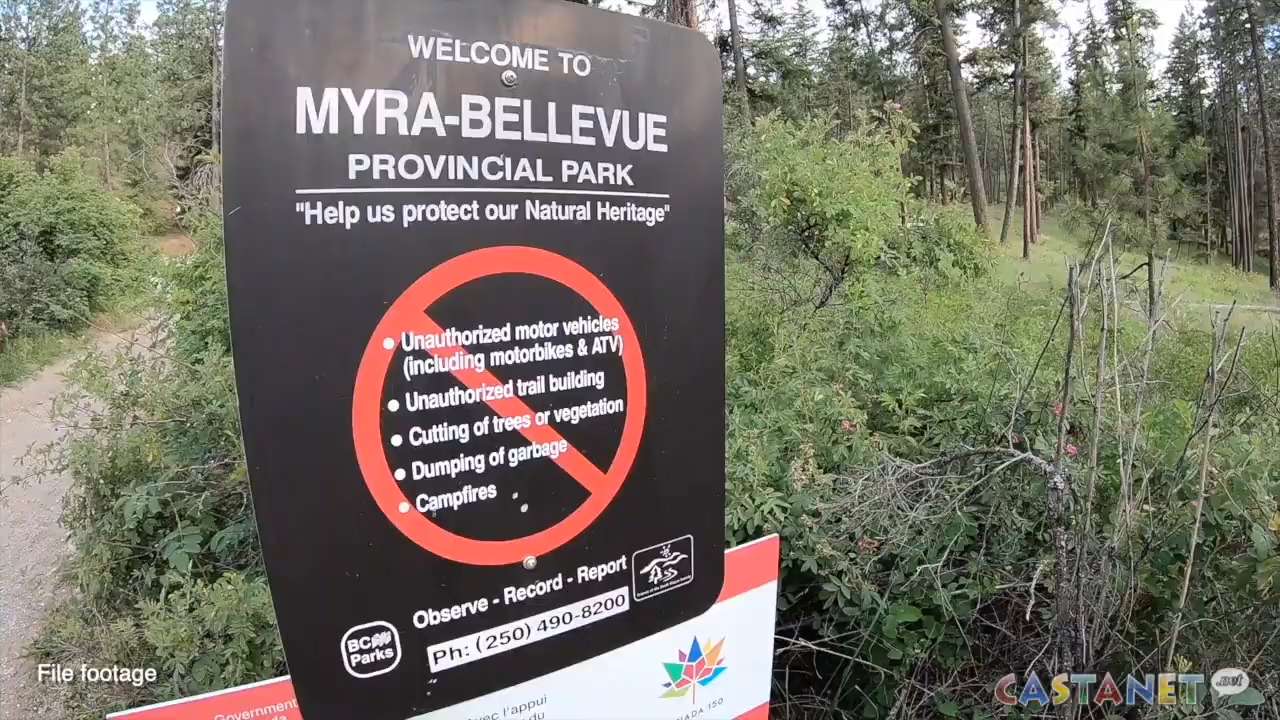 WELCOME TO
MYRA-BELLEVUE
PROVINCIAL PARK
"Help us protect our Natural Heritage"
• Unauthorized motor vehicles
(including motorbikes & ATV)
• Unauthorized trail building
• Cutting of trees or vegetation
• Dumping of garbage
• Campfires
Observe - Record - Report
Ph: (250) 490-8200
BC
Parks
Government
l'appui
du
150
File footage
CASTANET.net